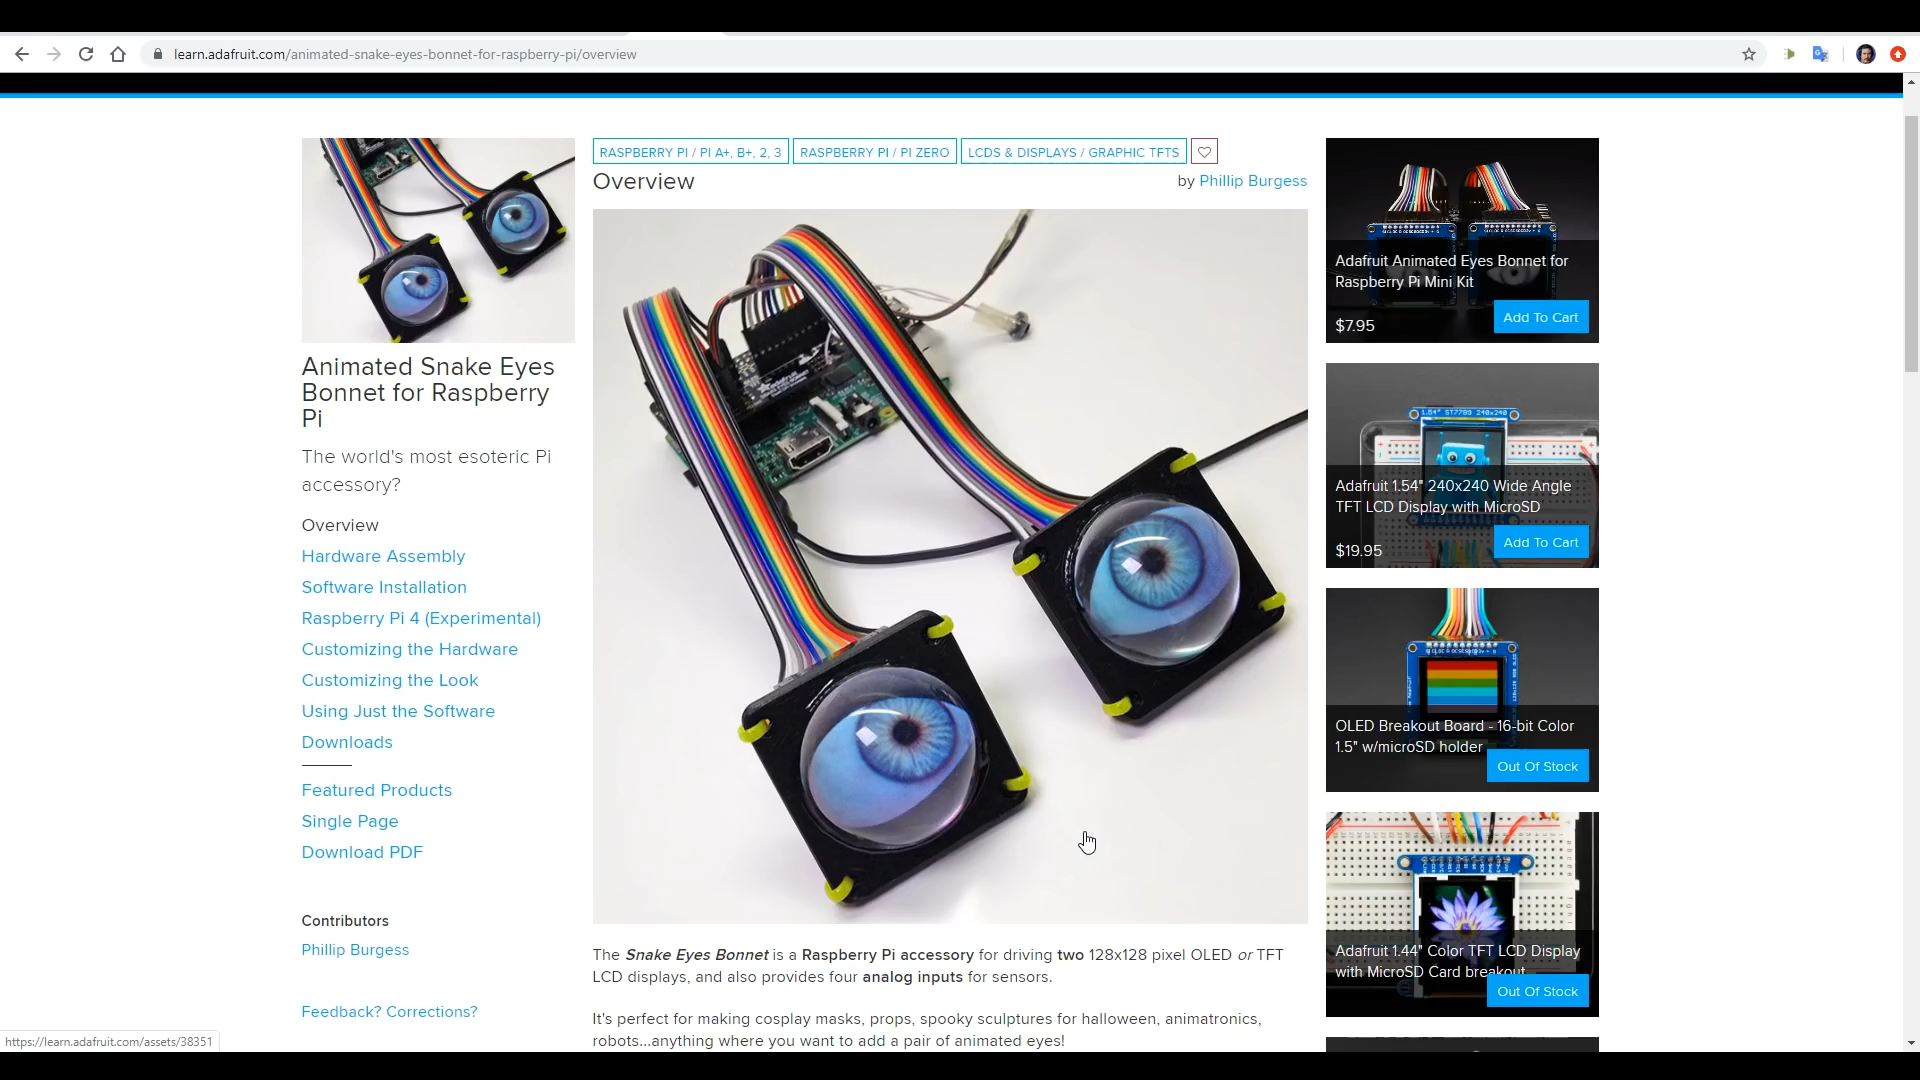 learn.adafruit.com/animated-snake-eyes-bonnet-for-raspberry-pi/overview
Animated Snake Eyes
Bonnet for Raspberry
Pi
The world's most esoteric Pi
accessory?
Overview
Hardware Assembly
Software Installation
Raspberry Pi 4 (Experimental)
Customizing the Hardware
Customizing the Look
Using Just the Software
Downloads
Featured Products
Single Page
Download PDF
Contributors
Phillip Burgess
Feedback? Corrections?
RASPBERRY PI / PI A+, B+, 2, 3
RASPBERRY PI / PI ZERO
LCDS & DISPLAYS / GRAPHIC TFTS
Overview
by Phillip Burgess
The Snake Eyes Bonnet is a Raspberry Pi accessory for driving two 128x128 pixel OLED or TFT
LCD displays, and also provides four analog inputs for sensors.
It's perfect for making cosplay masks, props, spooky sculptures for halloween, animatronics,
robots...anything where you want to add a pair of animated eyes!
Adafruit Animated Eyes Bonnet for
Raspberry Pi Mini Kit
$7.95
Add To Cart
1.54" ST7789 240x240
Adafruit 1.54" 240x240 Wide Angle
TFT LCD Display with MicroSD
$19.95
Add To Cart
OLED Breakout Board - 16-bit Color
1.5" w/microSD holder
Out Of Stock
Adafruit 1.44" Color TFT LCD Display
with MicroSD Card breakout
Out Of Stock
https://learn.adafruit.com/assets/38351